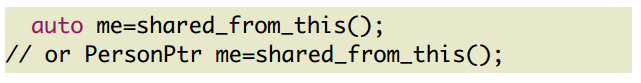 auto me=shared_from_this();
// or PersonPtr me=shared_from_this();